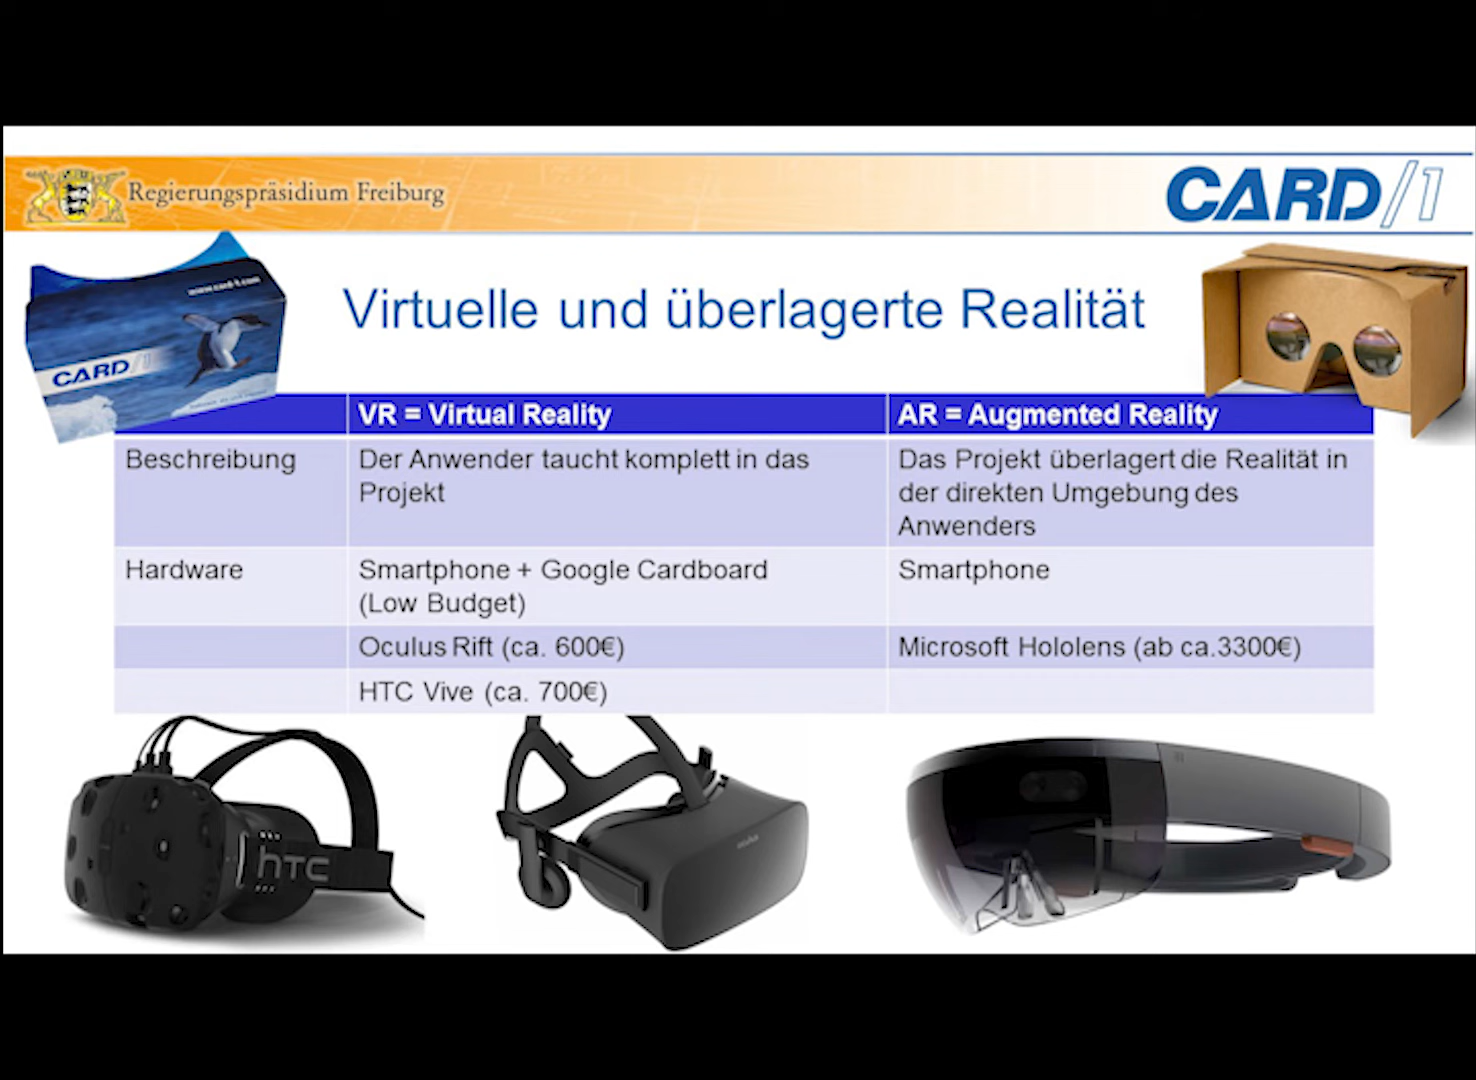 Regierungspräsidium Freiburg
CARD/1
www.card-1.com
CARD/1
Virtuelle und überlagerte Realität
VR = Virtual Reality
AR = Augmented Reality
Beschreibung
Der Anwender taucht komplett in das
Projekt
Das Projekt überlagert die Realität in
der direkten Umgebung des
Anwenders
Hardware
Smartphone + Google Cardboard
(Low Budget)
Smartphone
Oculus Rift (ca. 600€)
Microsoft Hololens (ab ca.3300€)
HTC Vive (ca. 700€)
hTC
oculus